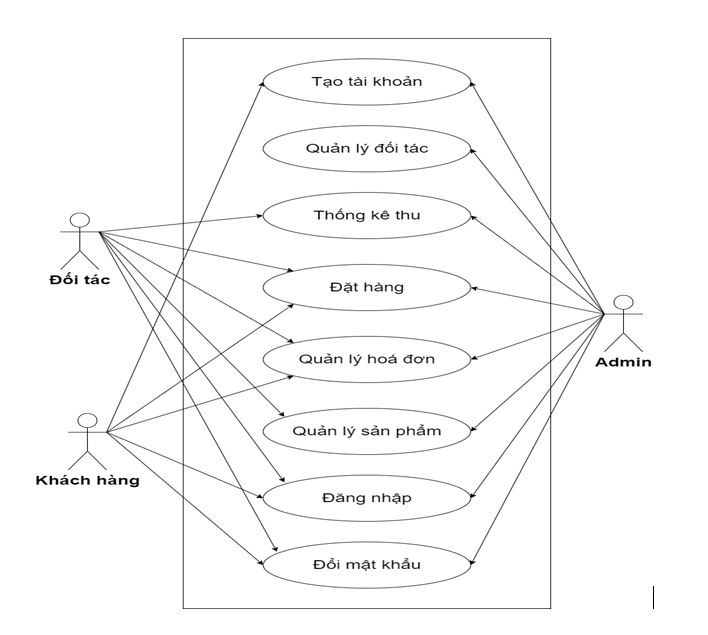 Tạo tài khoản
Quản lý đối tác
Thống kê thu
Đối tác
Đặt hàng
Quản lý hoá đơn
Admin
Quản lý sản phẩm
Khách hàng
Đăng nhập
Đổi mật khẩu